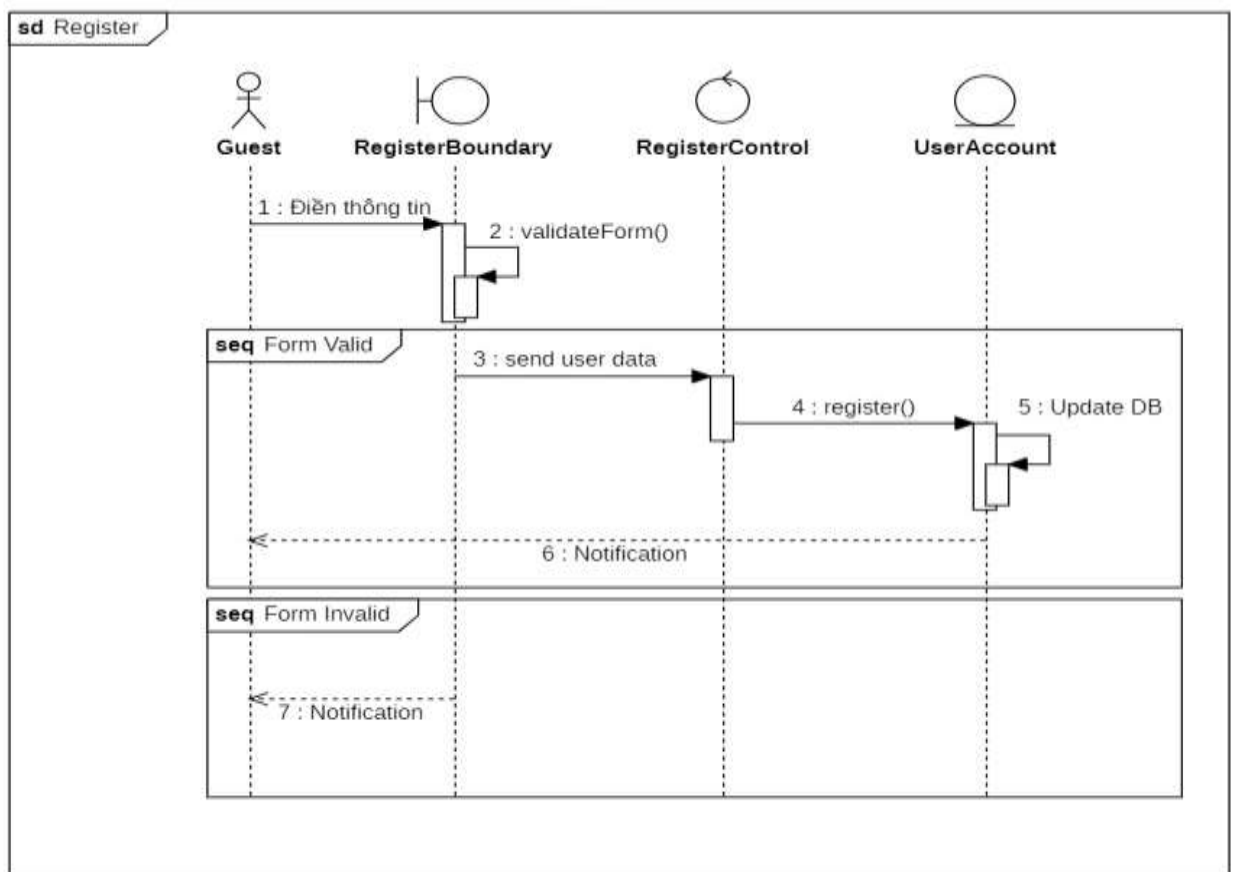 sd Register
Guest
RegisterBoundary
RegisterControl
UserAccount
1 : Điền thông tin
2 : validateForm()
seq Form Valid
3 : send user data
4 : register()
5 : Update DB
6 : Notification
seq Form Invalid
7 : Notification